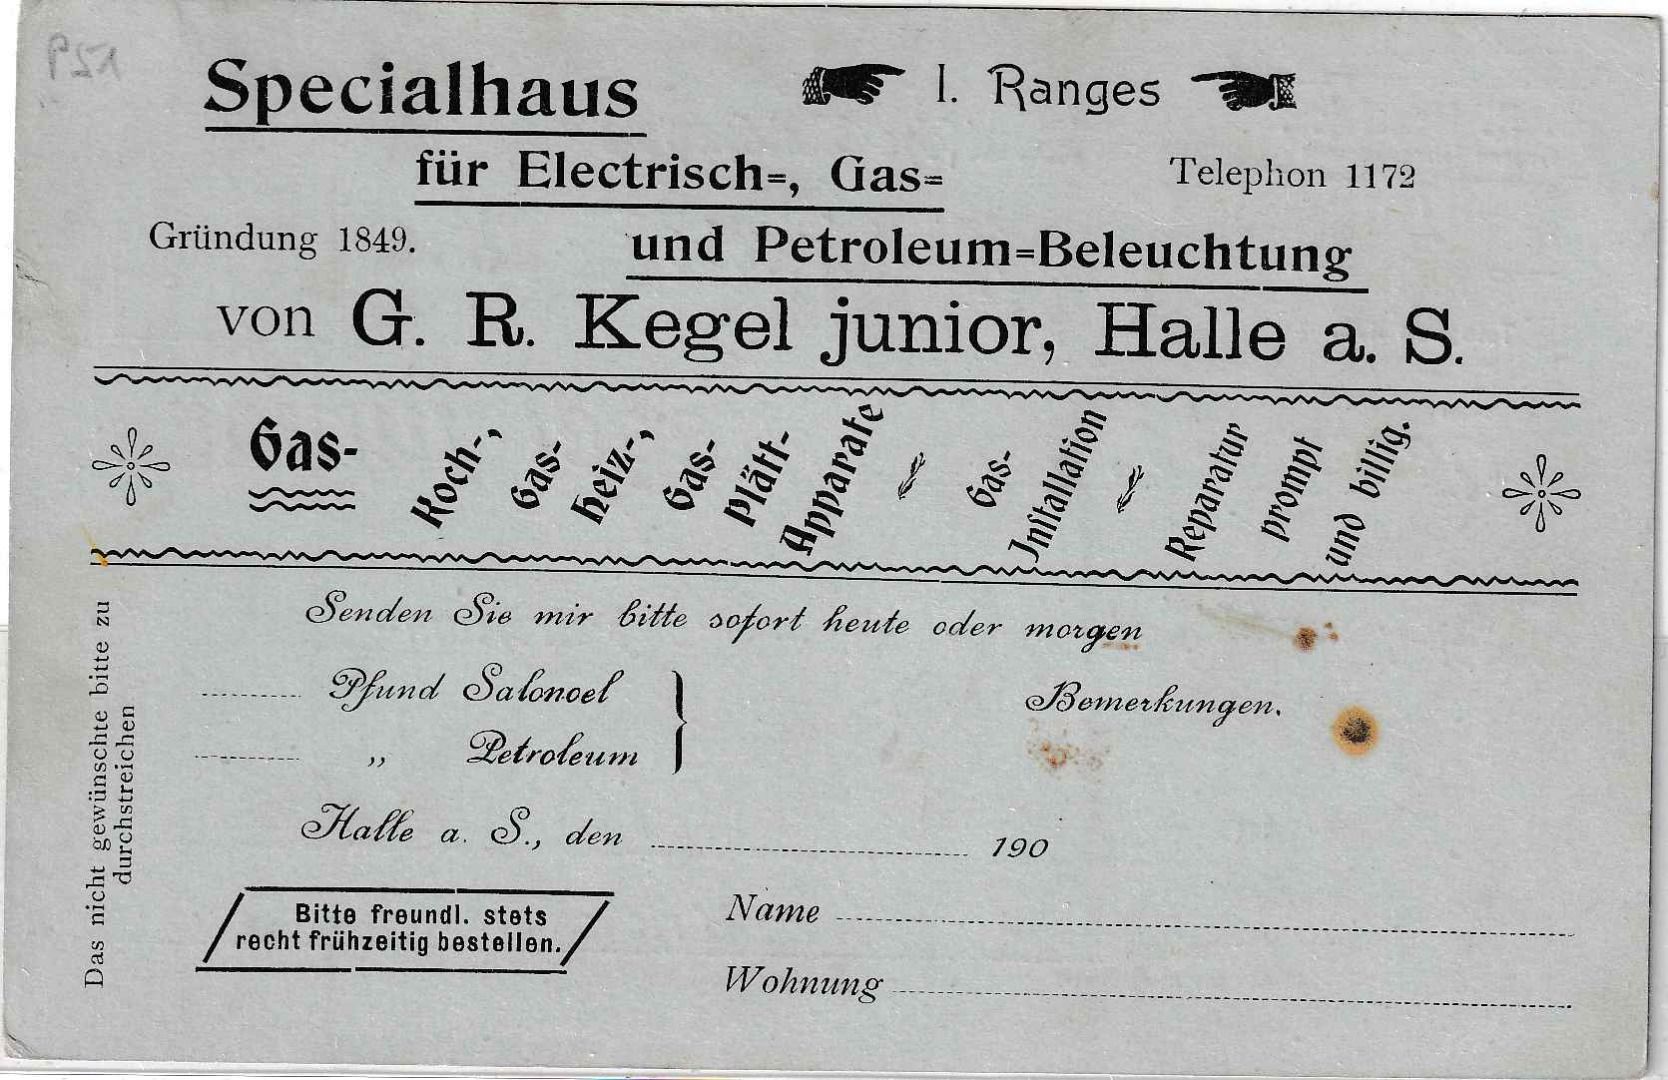 Specialhaus
I. Ranges
für Electrisch=, Gas=
Telephon 1172
Gründung 1849.
und Petroleum=Beleuchtung
von G. R. Kegel junior, Halle a. S.
Gas-
Koch-,
Gas-
Heiz-,
Gas-
Plätt-
Apparate
Gas-
Installation
Reparatur
prompt
und billig.
Senden Sie mir bitte sofort heute oder morgen
Pfund Salonoel
„ Petroleum
Bemerkungen.
Halle a. S., den 190
Bitte freundl. stets
recht frühzeitig bestellen.
Name
Wohnung
Das nicht gewünschte bitte zu
durchstreichen